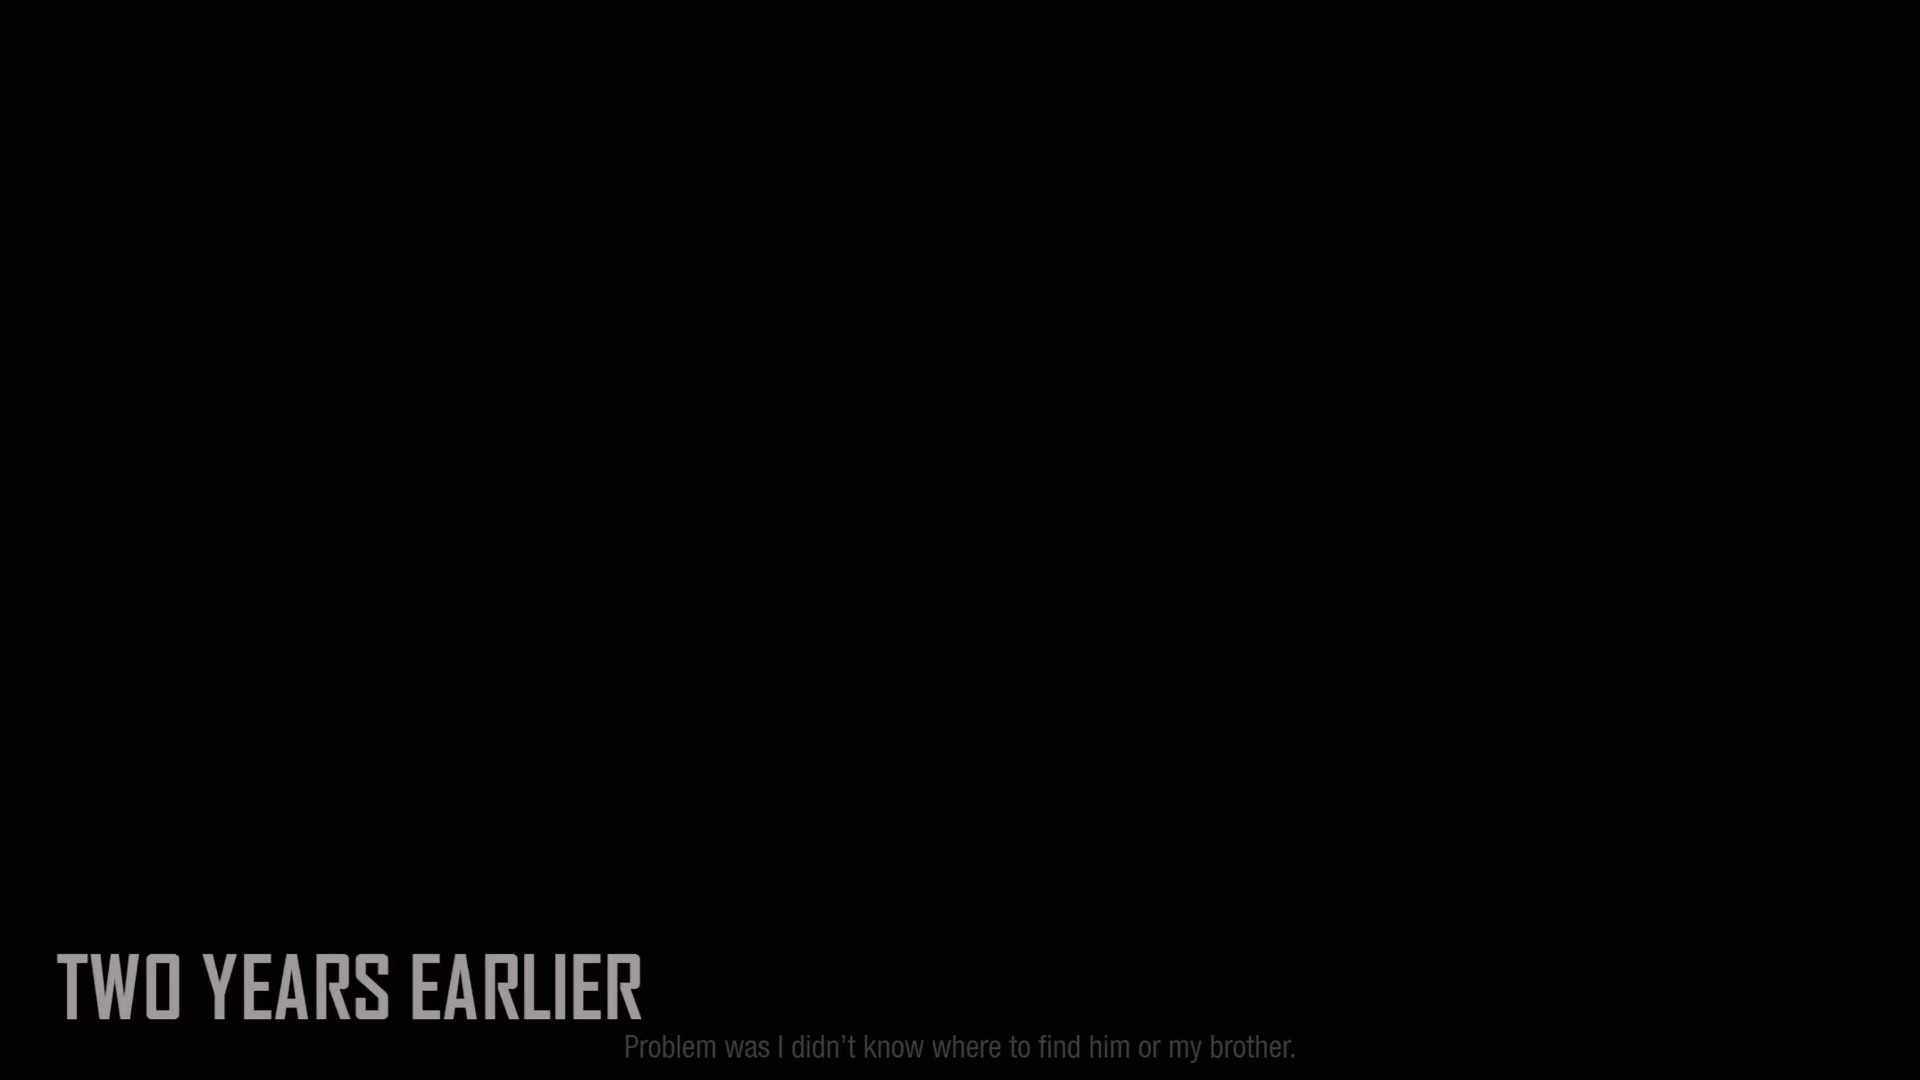 TWO YEARS EARLIER
Problem was I didn’t know where to find him or my brother.